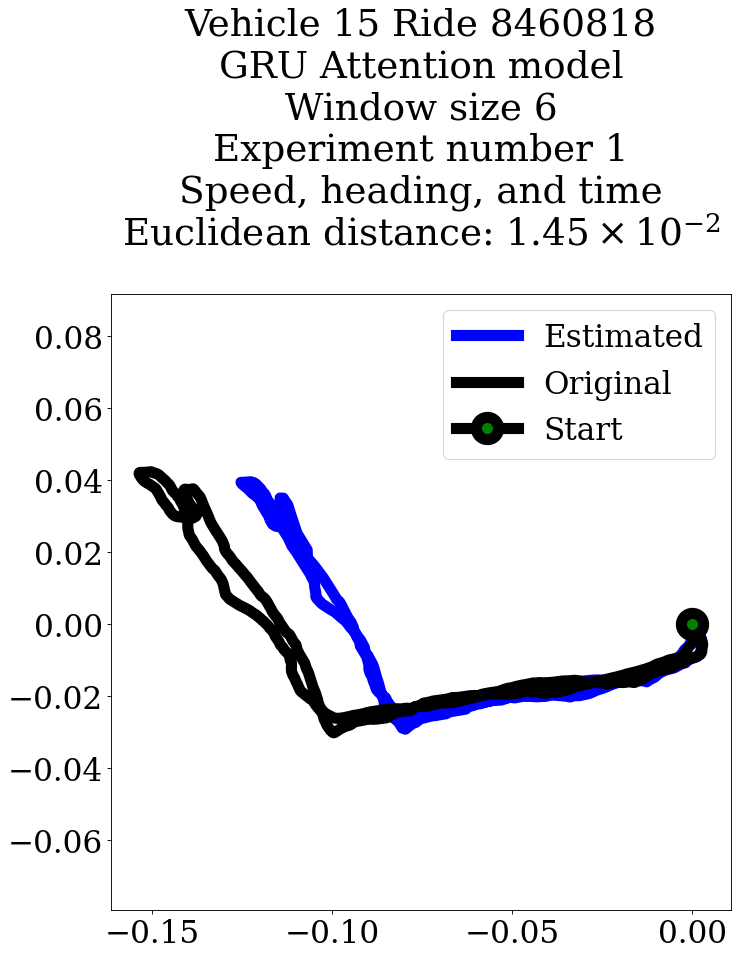 Vehicle 15 Ride 8460818
GRU Attention model
Window size 6
Experiment number 1
Speed, heading, and time
Euclidean distance: 1.45 × 10⁻²
Estimated
Original
Start
0.08
0.06
0.04
0.02
0.00
−0.02
−0.04
−0.06
−0.15 −0.10 −0.05 0.00